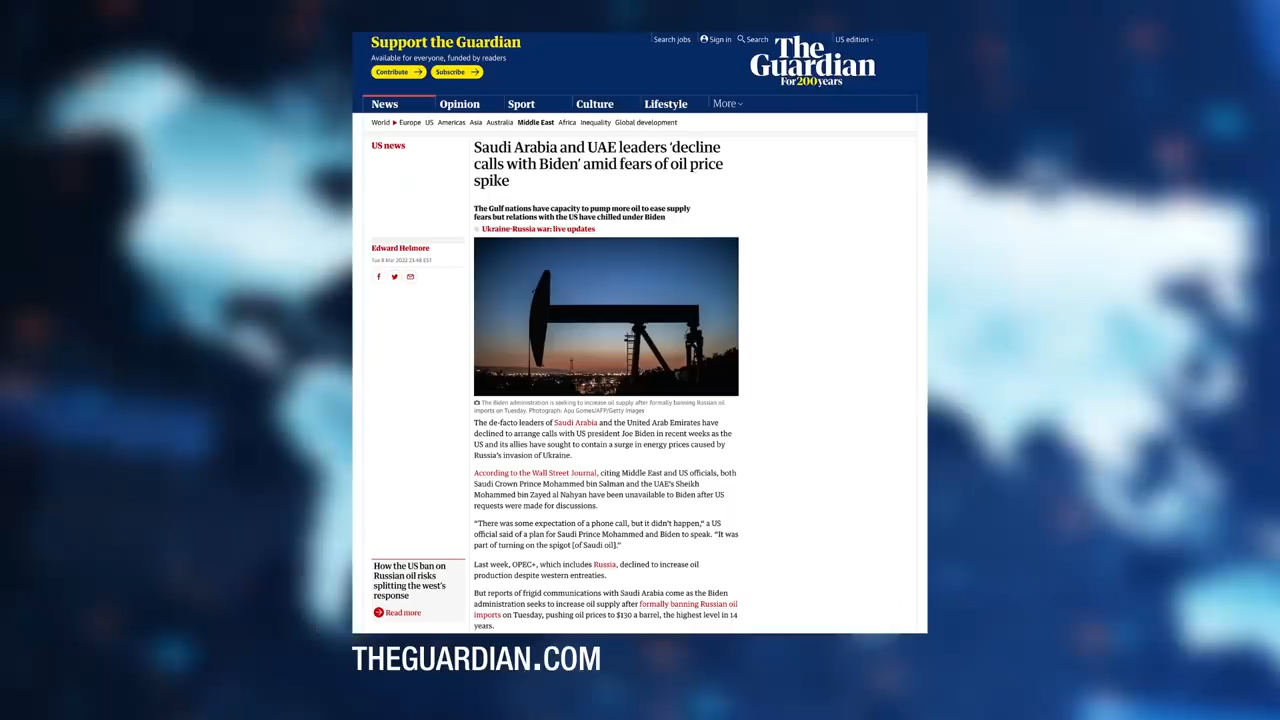 Support the Guardian
Available for everyone, funded by readers
Contribute
Subscribe
Search jobs
Sign in
Search
US edition
The
Guardian
For 200 years
News
Opinion
Sport
Culture
Lifestyle
More
World Europe US Americas Asia Australia Middle East Africa Inequality Global development
US news
Saudi Arabia and UAE leaders ‘decline
calls with Biden’ amid fears of oil price
spike
The Gulf nations have capacity to pump more oil to ease supply
fears but relations with the US have chilled under Biden
Ukraine-Russia war: live updates
Edward Helmore
Tue 8 Mar 2022 23.48 EST
The Biden administration is seeking to increase oil supply after formally banning Russian oil
imports on Tuesday. Photograph: Apu Gomes/AFP/Getty Images
The de-facto leaders of Saudi Arabia and the United Arab Emirates have
declined to arrange calls with US president Joe Biden in recent weeks as the
US and its allies have sought to contain a surge in energy prices caused by
Russia’s invasion of Ukraine.
According to the Wall Street Journal, citing Middle East and US officials, both
Saudi Crown Prince Mohammed bin Salman and the UAE’s Sheikh
Mohammed bin Zayed al Nahyan have been unavailable to Biden after US
requests were made for discussions.
“There was some expectation of a phone call, but it didn’t happen,“ a US
official said of a plan for Saudi Prince Mohammed and Biden to speak. “It was
part of turning on the spigot [of Saudi oil].”
Last week, OPEC+, which includes Russia, declined to increase oil
production despite western entreaties.
But reports of frigid communications with Saudi Arabia come as the Biden
administration seeks to increase oil supply after formally banning Russian oil
imports on Tuesday, pushing oil prices to $130 a barrel, the highest level in 14
years.
How the US ban on
Russian oil risks
splitting the west’s
response
Read more
THEGUARDIAN.COM